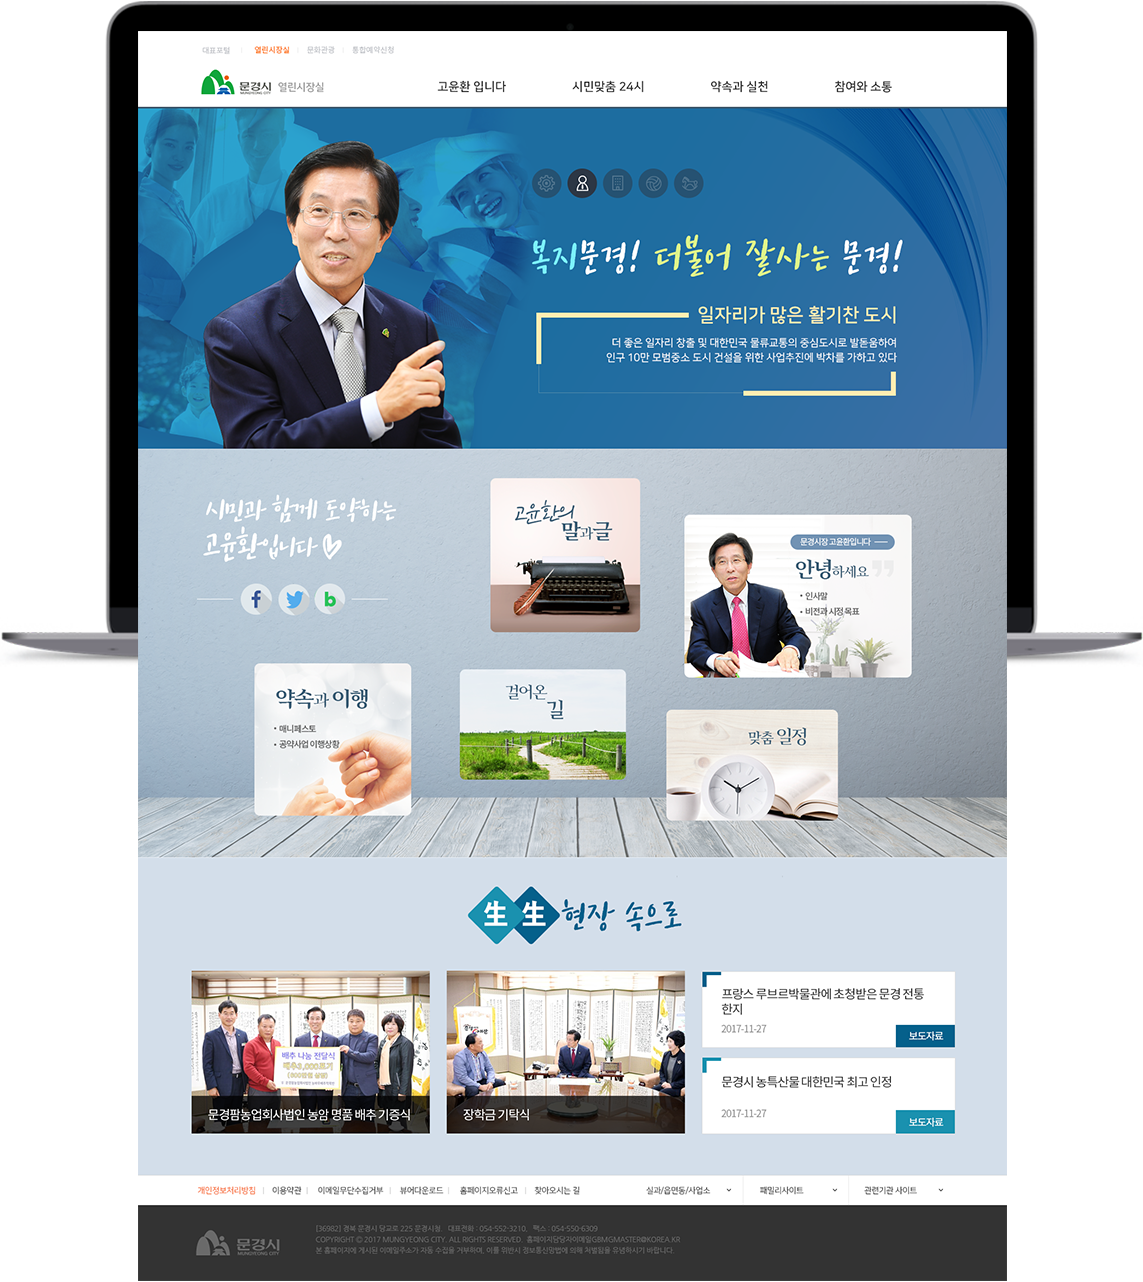 대표포털
열린시장실
문화관광
통합예약신청
문경시 열린시장실
MUNGYEONG CITY
고윤환 입니다
시민맞춤 24시
약속과 실천
참여와 소통
복지문경! 더불어 잘사는 문경!
일자리가 많은 활기찬 도시
더 좋은 일자리 창출 및 대한민국 물류교통의 중심도시로 발돋움하여
인구 10만 모범중소 도시 건설을 위한 사업추진에 박차를 가하고 있다
시민과 함께 도약하는
고윤환입니다
고윤환의
말과글
문경시장 고윤환입니다
안녕하세요
• 인사말
• 비전과 시정 목표
약속과 이행
• 매니페스토
• 공약사업 이행상황
걸어온
길
맞춤 일정
生 生 현장 속으로
배추 나눔 전달식
배추3,000포기
문경팜농업회사법인 농암 명품 배추 기증식
장학금 기탁식
프랑스 루브르박물관에 초청받은 문경 전통
한지
2017-11-27
보도자료
문경시 농특산물 대한민국 최고 인정
2017-11-27
보도자료
개인정보처리방침
이용약관
이메일무단수집거부
뷰어다운로드
홈페이지오류신고
찾아오시는 길
실과/읍면동/사업소
패밀리사이트
관련기관 사이트
문경시
MUNGYEONG CITY
[36982] 경북 문경시 당교로 225 문경시청. 대표전화 : 054-552-3210, 팩스 : 054-550-6309
COPYRIGHT © 2017 MUNGYEONG CITY. ALL RIGHTS RESERVED. 홈페이지담당자이메일GBMGMASTER@KOREA.KR
본 홈페이지에 게시된 이메일주소가 자동 수집을 거부하며, 이를 위반시 정보통신망법에 의해 처벌됨을 유념하시기 바랍니다.